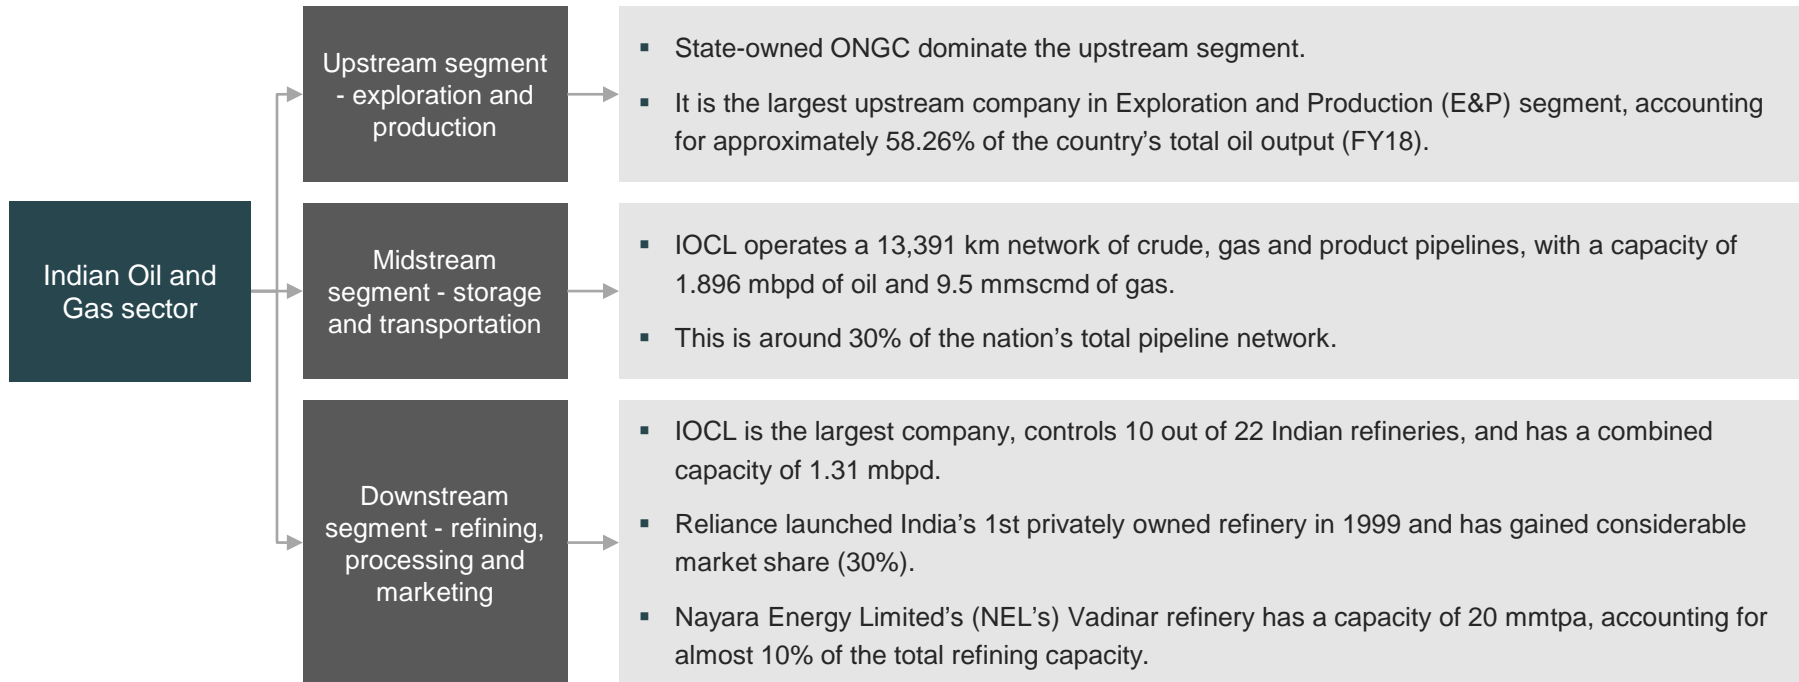 Indian Oil and
Gas sector
Upstream segment
- exploration and
production
▪ State-owned ONGC dominate the upstream segment.
▪ It is the largest upstream company in Exploration and Production (E&P) segment, accounting
for approximately 58.26% of the country’s total oil output (FY18).
Midstream
segment - storage
and transportation
▪ IOCL operates a 13,391 km network of crude, gas and product pipelines, with a capacity of
1.896 mbpd of oil and 9.5 mmscmd of gas.
▪ This is around 30% of the nation’s total pipeline network.
Downstream
segment - refining,
processing and
marketing
▪ IOCL is the largest company, controls 10 out of 22 Indian refineries, and has a combined
capacity of 1.31 mbpd.
▪ Reliance launched India’s 1st privately owned refinery in 1999 and has gained considerable
market share (30%).
▪ Nayara Energy Limited’s (NEL’s) Vadinar refinery has a capacity of 20 mmtpa, accounting for
almost 10% of the total refining capacity.